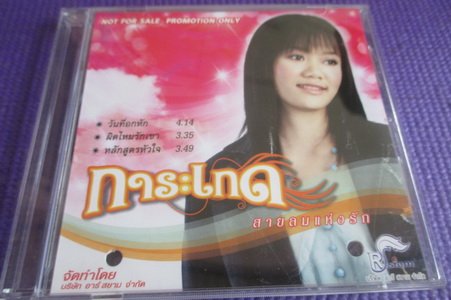 NOT FOR SALE PROMOTION ONLY
วันที่อกหัก 4.14
ผิดไหมรักเขา 3.35
หลักสูตรหัวใจ 3.49
การะเกด
สายลมแห่งรัก
จัดทำโดย
บริษัท อาร์ สยาม จำกัด
Rsiam